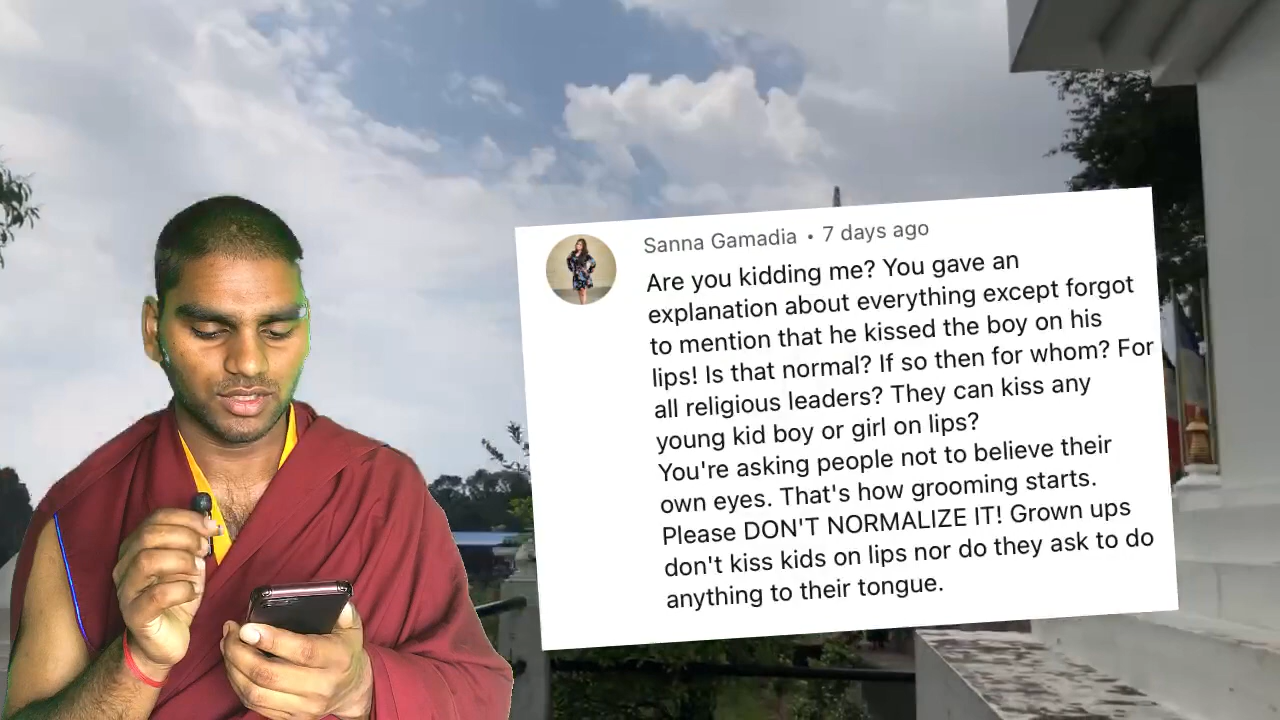 Sanna Gamadia • 7 days ago
Are you kidding me? You gave an
explanation about everything except forgot
to mention that he kissed the boy on his
lips! Is that normal? If so then for whom? For
all religious leaders? They can kiss any
young kid boy or girl on lips?
You're asking people not to believe their
own eyes. That's how grooming starts.
Please DON'T NORMALIZE IT! Grown ups
don't kiss kids on lips nor do they ask to do
anything to their tongue.